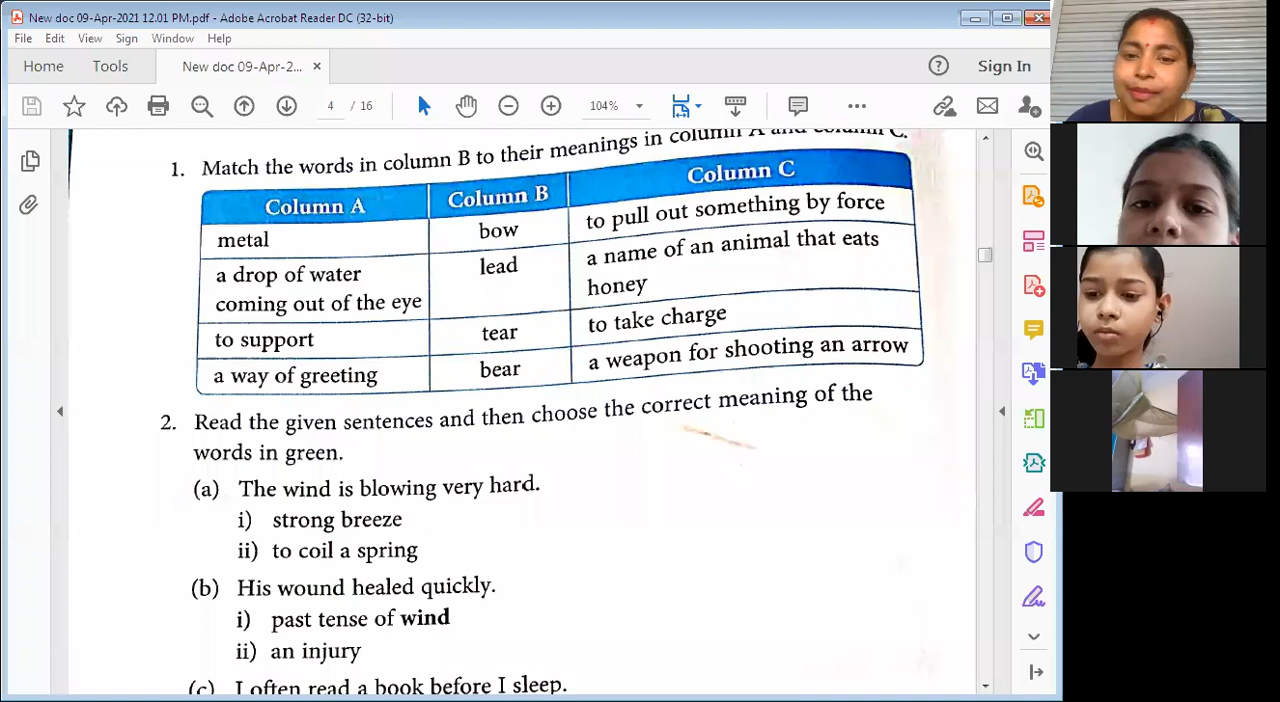 New doc 09-Apr-2021 12.01 PM.pdf - Adobe Acrobat Reader DC (32-bit)
File Edit View Sign Window Help
Home Tools New doc 09-Apr-2... × Sign In
4 / 16 104%
1. Match the words in column B to their meanings in column A and column C.
Column A Column B Column C
metal bow to pull out something by force
a drop of water lead a name of an animal that eats
coming out of the eye honey
to support tear to take charge
a way of greeting bear a weapon for shooting an arrow
2. Read the given sentences and then choose the correct meaning of the
words in green.
(a) The wind is blowing very hard.
i) strong breeze
ii) to coil a spring
(b) His wound healed quickly.
i) past tense of wind
ii) an injury
(c) I often read a book before I sleep.